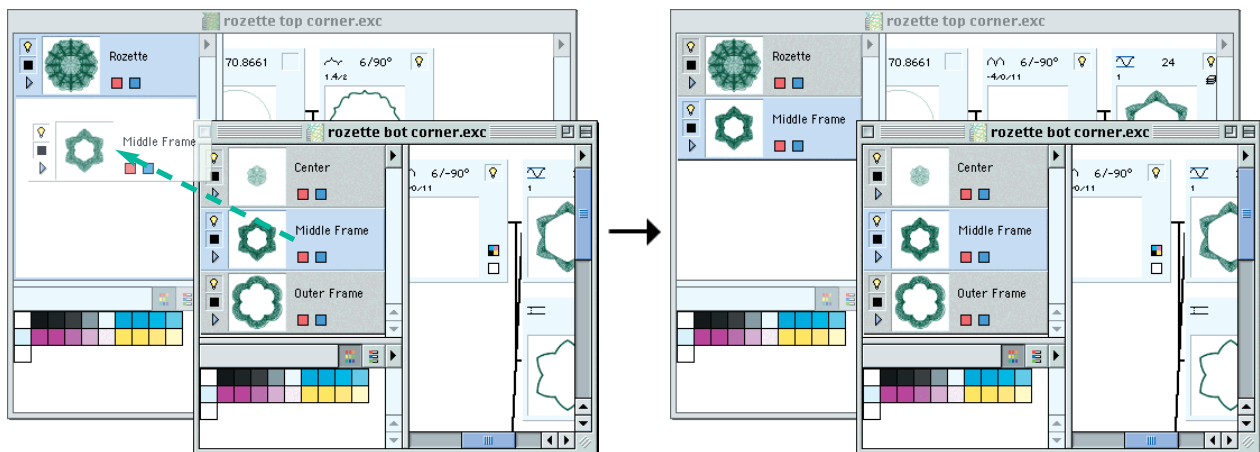 rozette top corner.exc
Rozette
70.8661
6/90°
1.4/2
Middle Frame
rozette bot corner.exc
Center
6/-90°
1
Middle Frame
Outer Frame
rozette top corner.exc
Rozette
70.8661
6/-90°
-4/0/11
24
1
Middle Frame
rozette bot corner.exc
Center
6/-90°
1
Middle Frame
Outer Frame